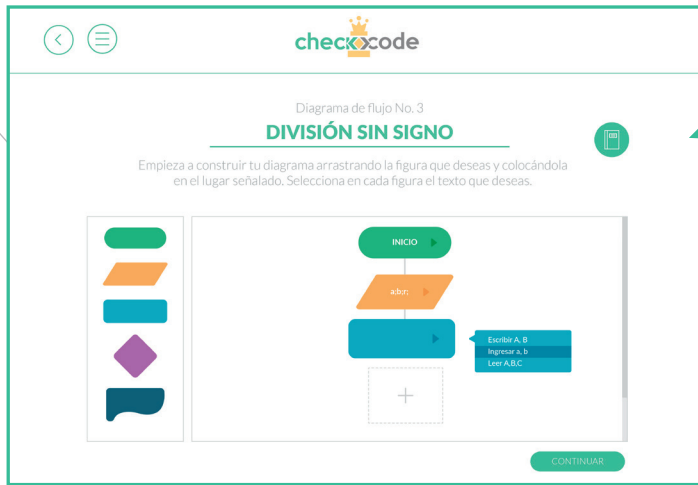 checkcode
Diagrama de flujo No. 3
DIVISIÓN SIN SIGNO
Empieza a construir tu diagrama arrastrando la figura que deseas y colocándola
en el lugar señalado. Selecciona en cada figura el texto que deseas.
INICIO
a;b;r;
Escribir A, B
Ingresar a, b
Leer A,B,C
CONTINUAR